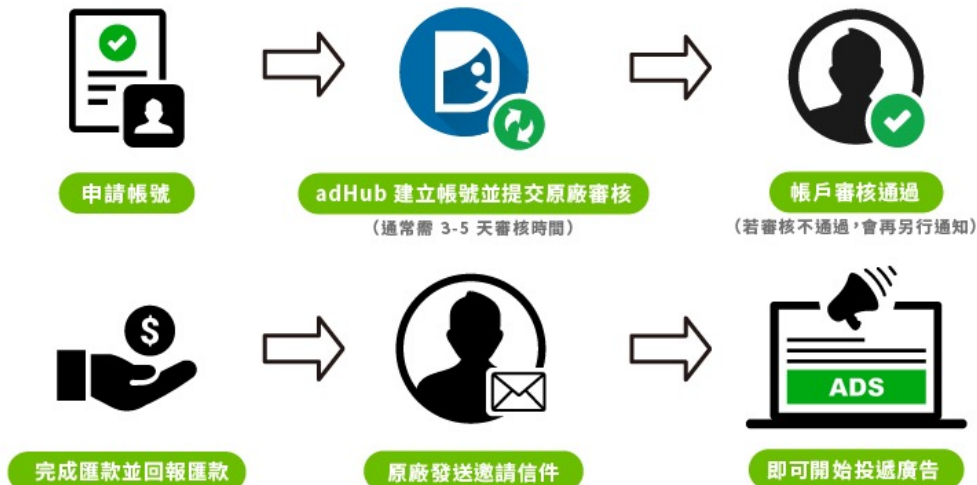 申請帳號
adHub 建立帳號並提交原廠審核
(通常需 3-5 天審核時間)
帳戶審核通過
(若審核不通過,會再另行通知)
$
ADS
完成匯款並回報匯款
原廠發送邀請信件
即可開始投遞廣告